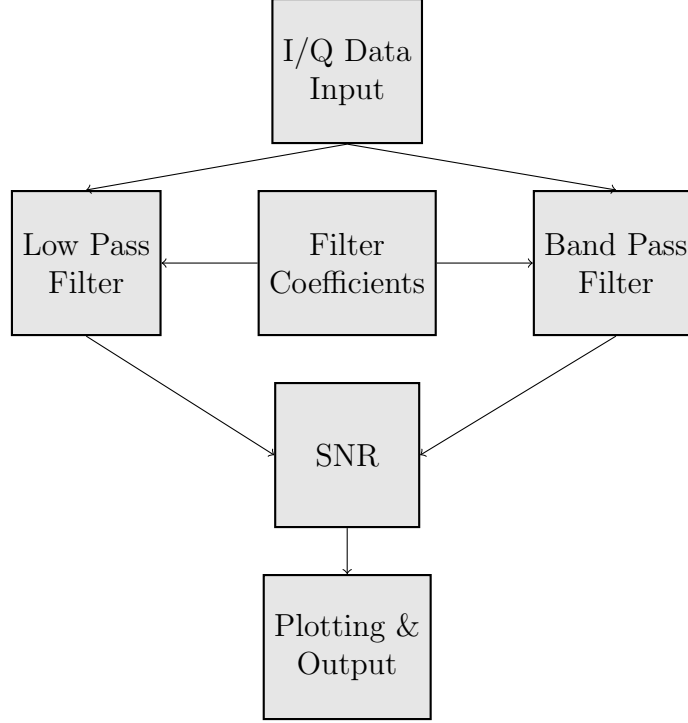 I/Q Data
Input
Low Pass
Filter
Filter
Coefficients
Band Pass
Filter
SNR
Plotting &
Output